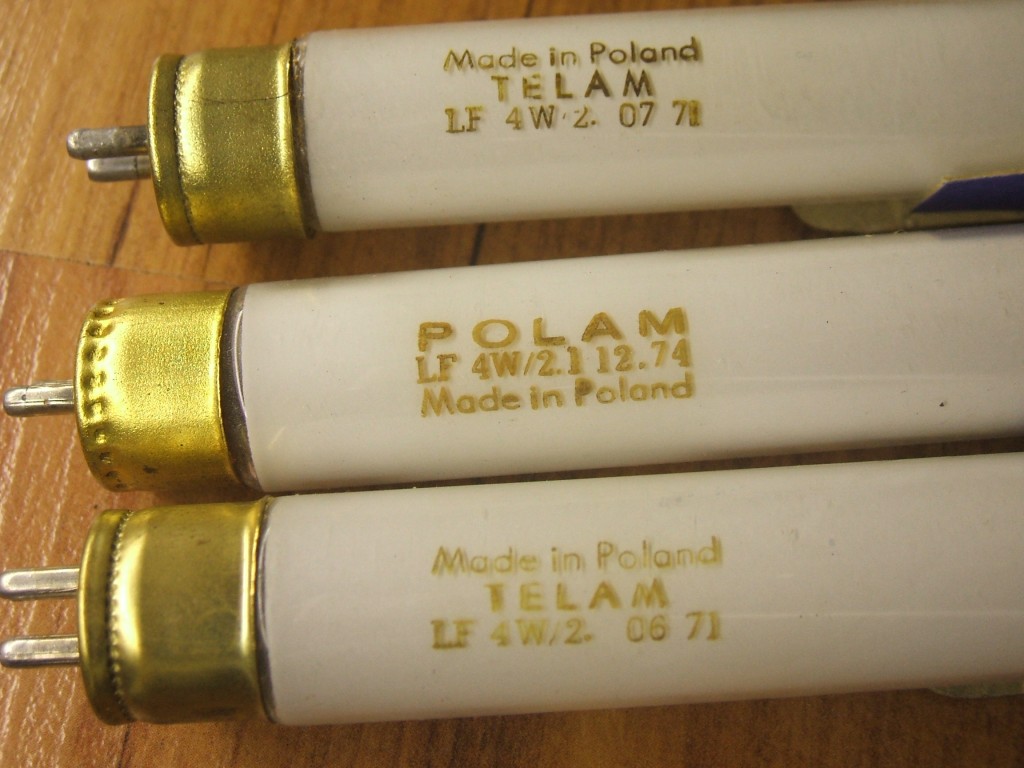 Made in Poland
TELAM
LF 4W/2. 07 71
POLAM
LF 4W/2.1 12.74
Made in Poland
Made in Poland
TELAM
LF 4W/2. 06 71